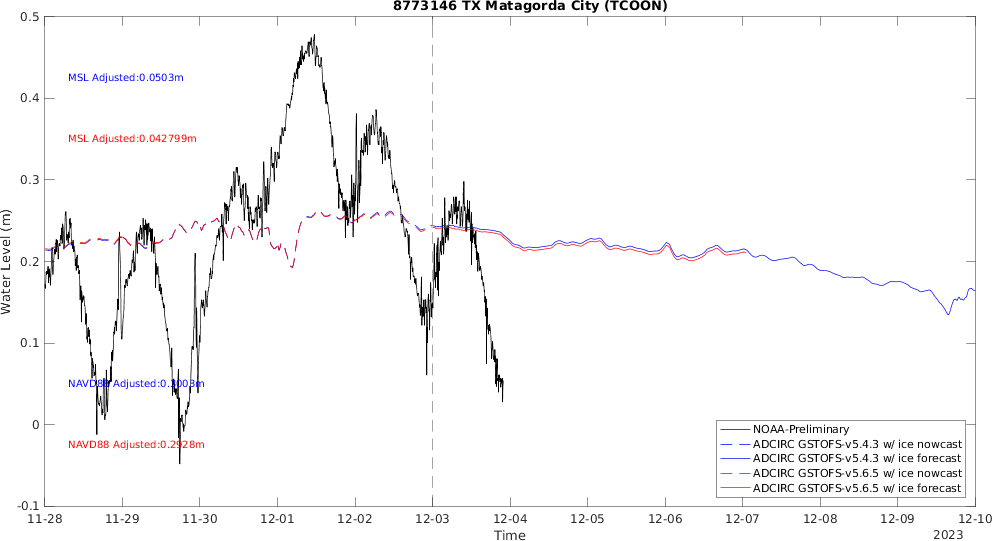 8773146 TX Matagorda City (TCOON)
0.5
0.4
0.3
0.2
0.1
0
-0.1
Water Level (m)
MSL Adjusted:0.0503m
MSL Adjusted:0.042799m
NAVD88 Adjusted:0.3003m
NAVD88 Adjusted:0.2928m
NOAA-Preliminary
ADCIRC GSTOFS-v5.4.3 w/ ice nowcast
ADCIRC GSTOFS-v5.4.3 w/ ice forecast
ADCIRC GSTOFS-v5.6.5 w/ ice nowcast
ADCIRC GSTOFS-v5.6.5 w/ ice forecast
11-28 11-29 11-30 12-01 12-02 12-03 12-04 12-05 12-06 12-07 12-08 12-09 12-10
Time
2023